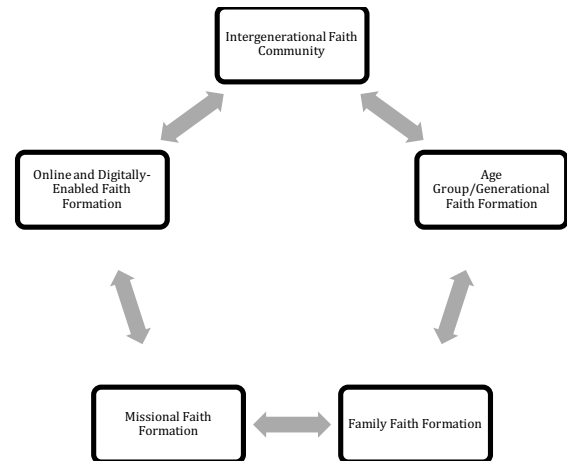 Intergenerational Faith
Community
Online and Digitally-
Enabled Faith
Formation
Age
Group/Generational
Faith Formation
Missional Faith
Formation
Family Faith Formation